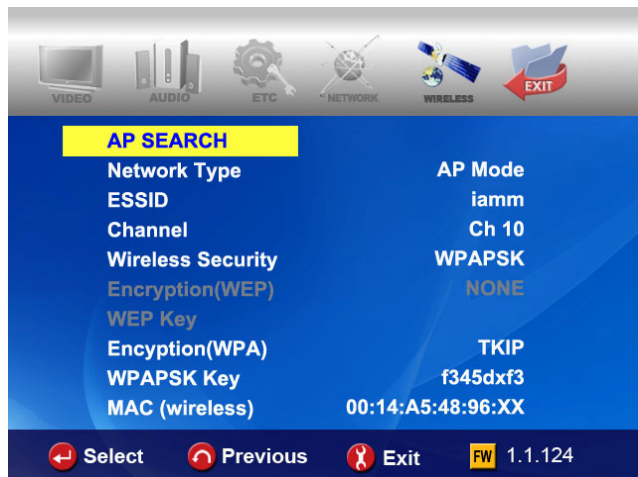 VIDEO AUDIO ETC NETWORK WIRELESS EXIT
AP SEARCH
Network Type AP Mode
ESSID iamm
Channel Ch 10
Wireless Security WPAPSK
Encryption(WEP) NONE
WEP Key
Encyption(WPA) TKIP
WPAPSK Key f345dxf3
MAC (wireless) 00:14:A5:48:96:XX
Select Previous Exit FW 1.1.124